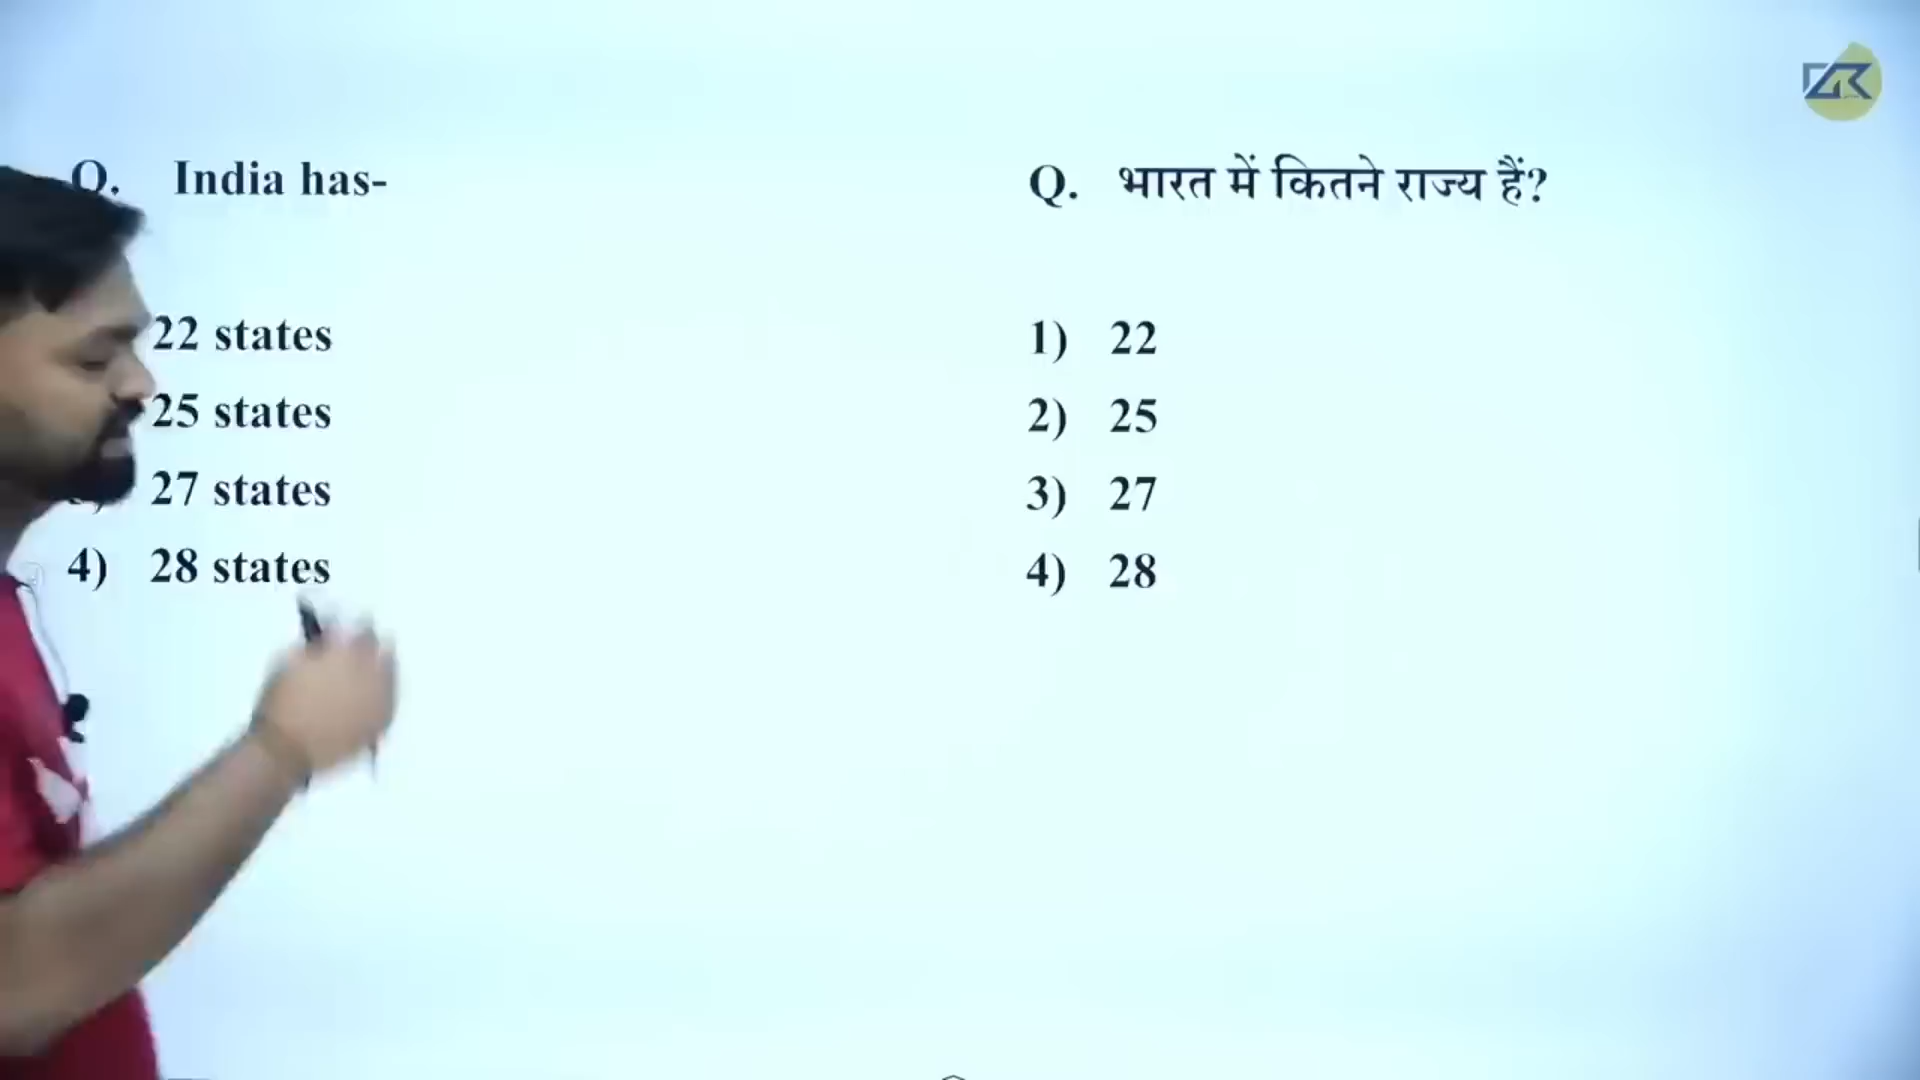 Q. India has-
22 states
25 states
27 states
4) 28 states
Q. भारत में कितने राज्य हैं?
1) 22
2) 25
3) 27
4) 28